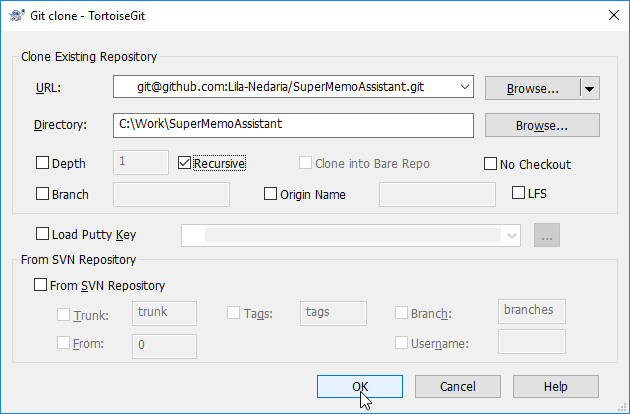 Git clone - TortoiseGit
Clone Existing Repository
URL: git@github.com:Lila-Nedaria/SuperMemoAssistant.git Browse...
Directory: C:\Work\SuperMemoAssistant Browse...
Depth 1 Recursive Clone into Bare Repo No Checkout
Branch Origin Name LFS
Load Putty Key ...
From SVN Repository
From SVN Repository
Trunk: trunk Tags: tags Branch: branches
From: 0 Username:
OK Cancel Help